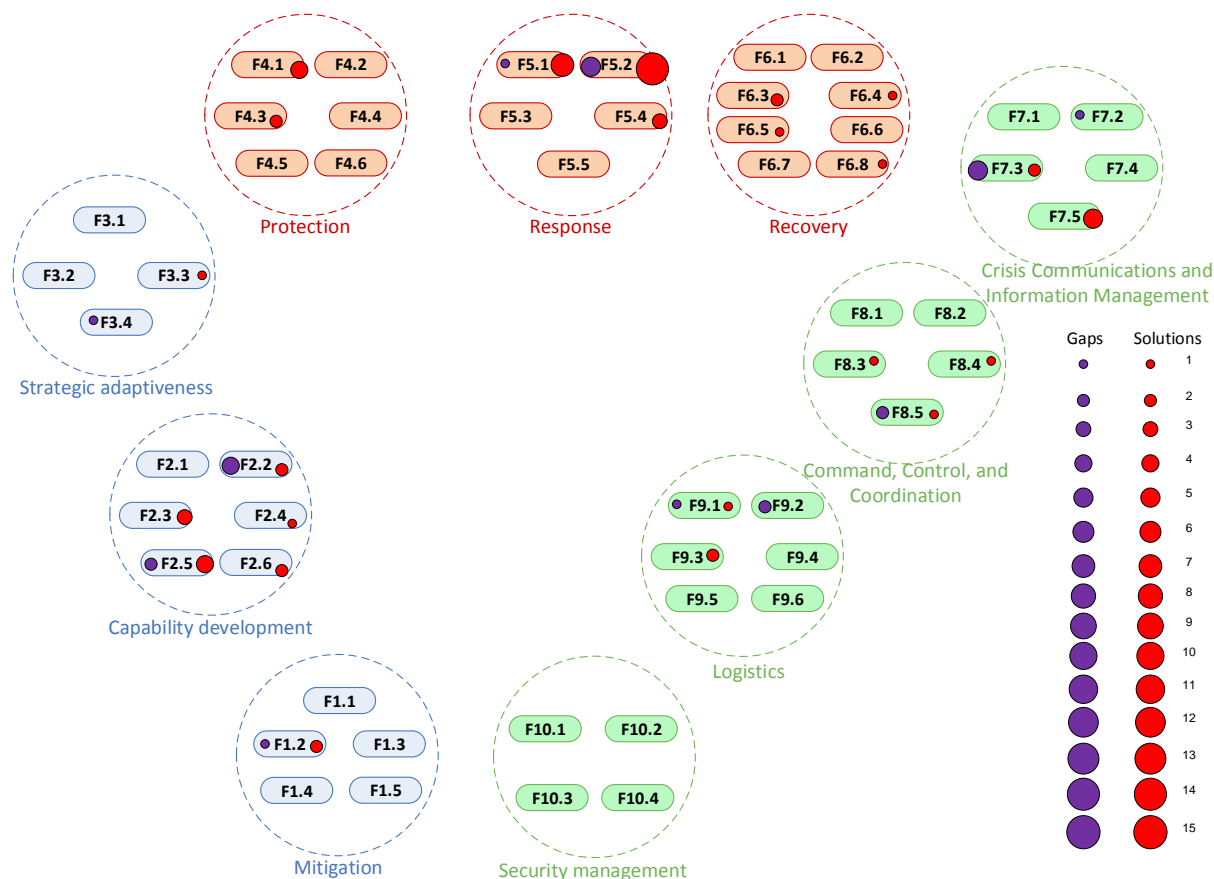 F4.1 F4.2
F4.3 F4.4
F4.5 F4.6
Protection
F5.1 F5.2
F5.3 F5.4
F5.5
Response
F6.1 F6.2
F6.3 F6.4
F6.5 F6.6
F6.7 F6.8
Recovery
F7.1 F7.2
F7.3 F7.4
F7.5
Crisis Communications and
Information Management
F3.1
F3.2 F3.3
F3.4
Strategic adaptiveness
F8.1 F8.2
F8.3 F8.4
F8.5
Command, Control, and
Coordination
F2.1 F2.2
F2.3 F2.4
F2.5 F2.6
Capability development
F9.1 F9.2
F9.3 F9.4
F9.5 F9.6
Logistics
F1.1
F1.2 F1.3
F1.4 F1.5
Mitigation
F10.1 F10.2
F10.3 F10.4
Security management
Gaps Solutions
1
2
3
4
5
6
7
8
9
10
11
12
13
14
15